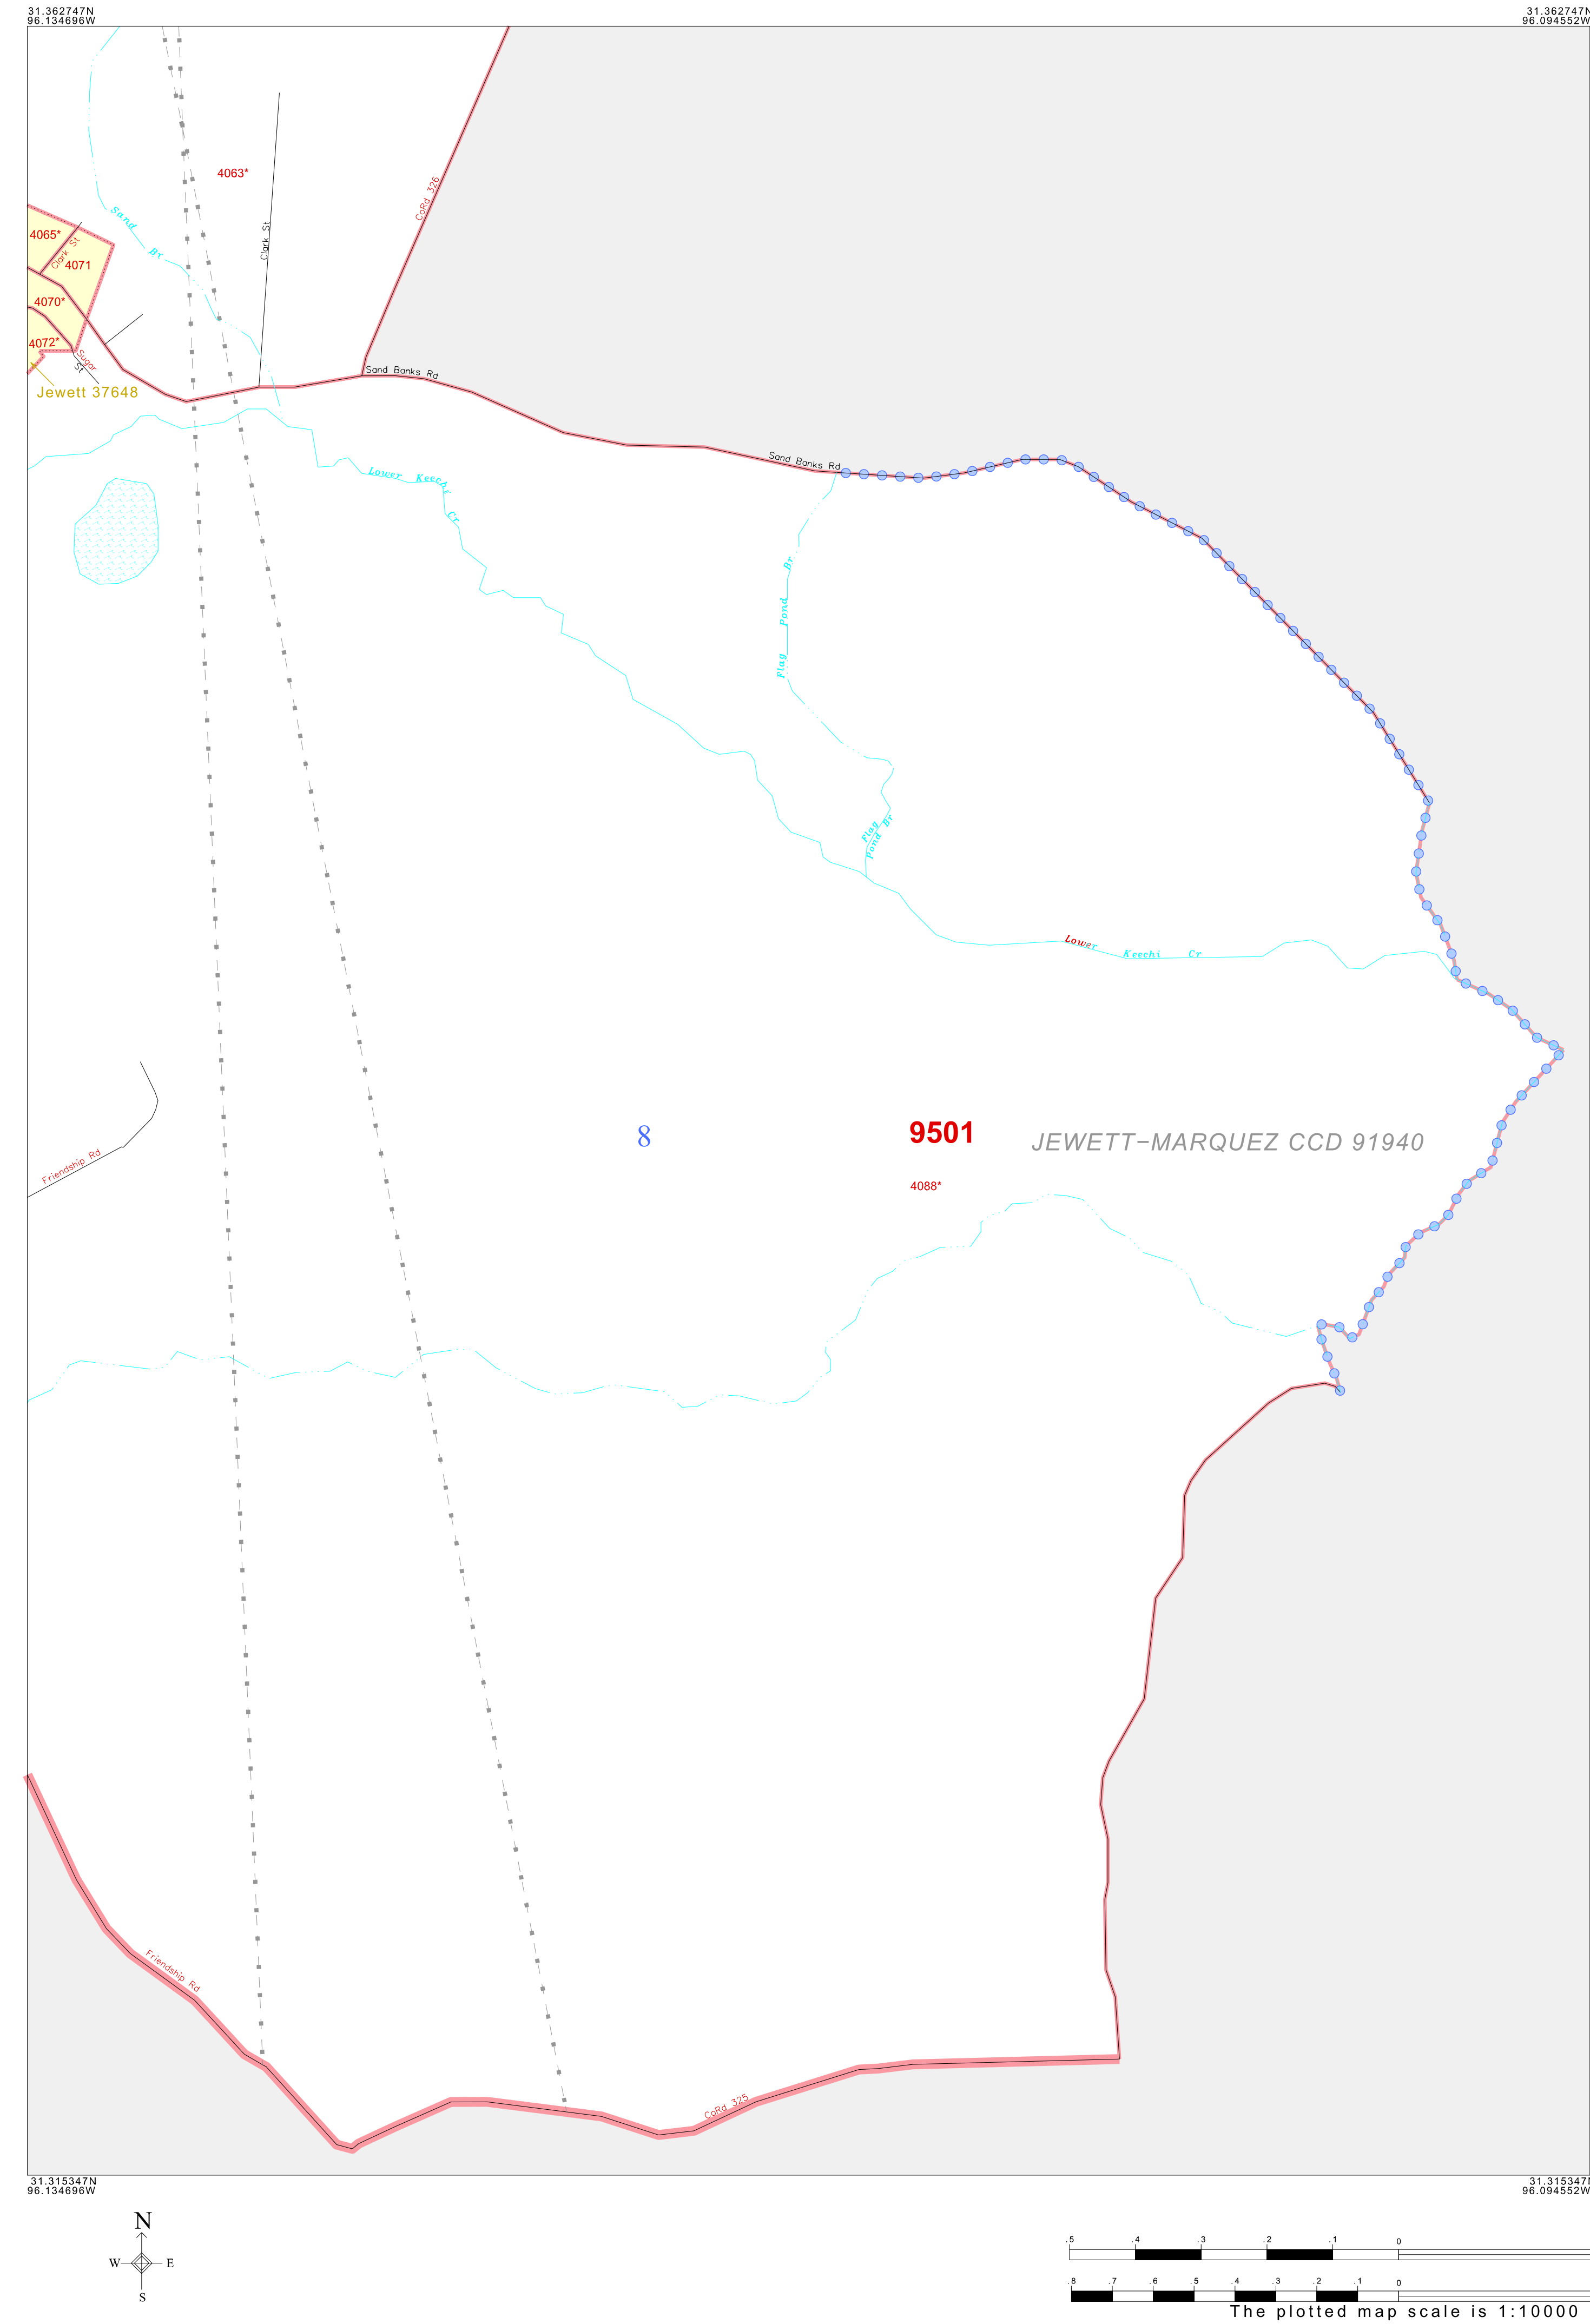 31.362747N
96.134696W
31.362747N
96.094552W
4063*
CoRd 326
Sand Br
Clark St
4065*
Clark St
4071
4070*
4072*
Sugar St
Jewett 37648
Sand Banks Rd
Sand Banks Rd
Lower Keechi Cr
Flag Pond Br
Flag Pond Br
Lower Keechi Cr
8
9501
JEWETT-MARQUEZ CCD 91940
Friendship Rd
4088*
Friendship Rd
CoRd 325
31.315347N
96.134696W
31.315347N
96.094552W
N
W E
S
.5 .4 .3 .2 .1 0
.8 .7 .6 .5 .4 .3 .2 .1 0
The plotted map scale is 1:10000